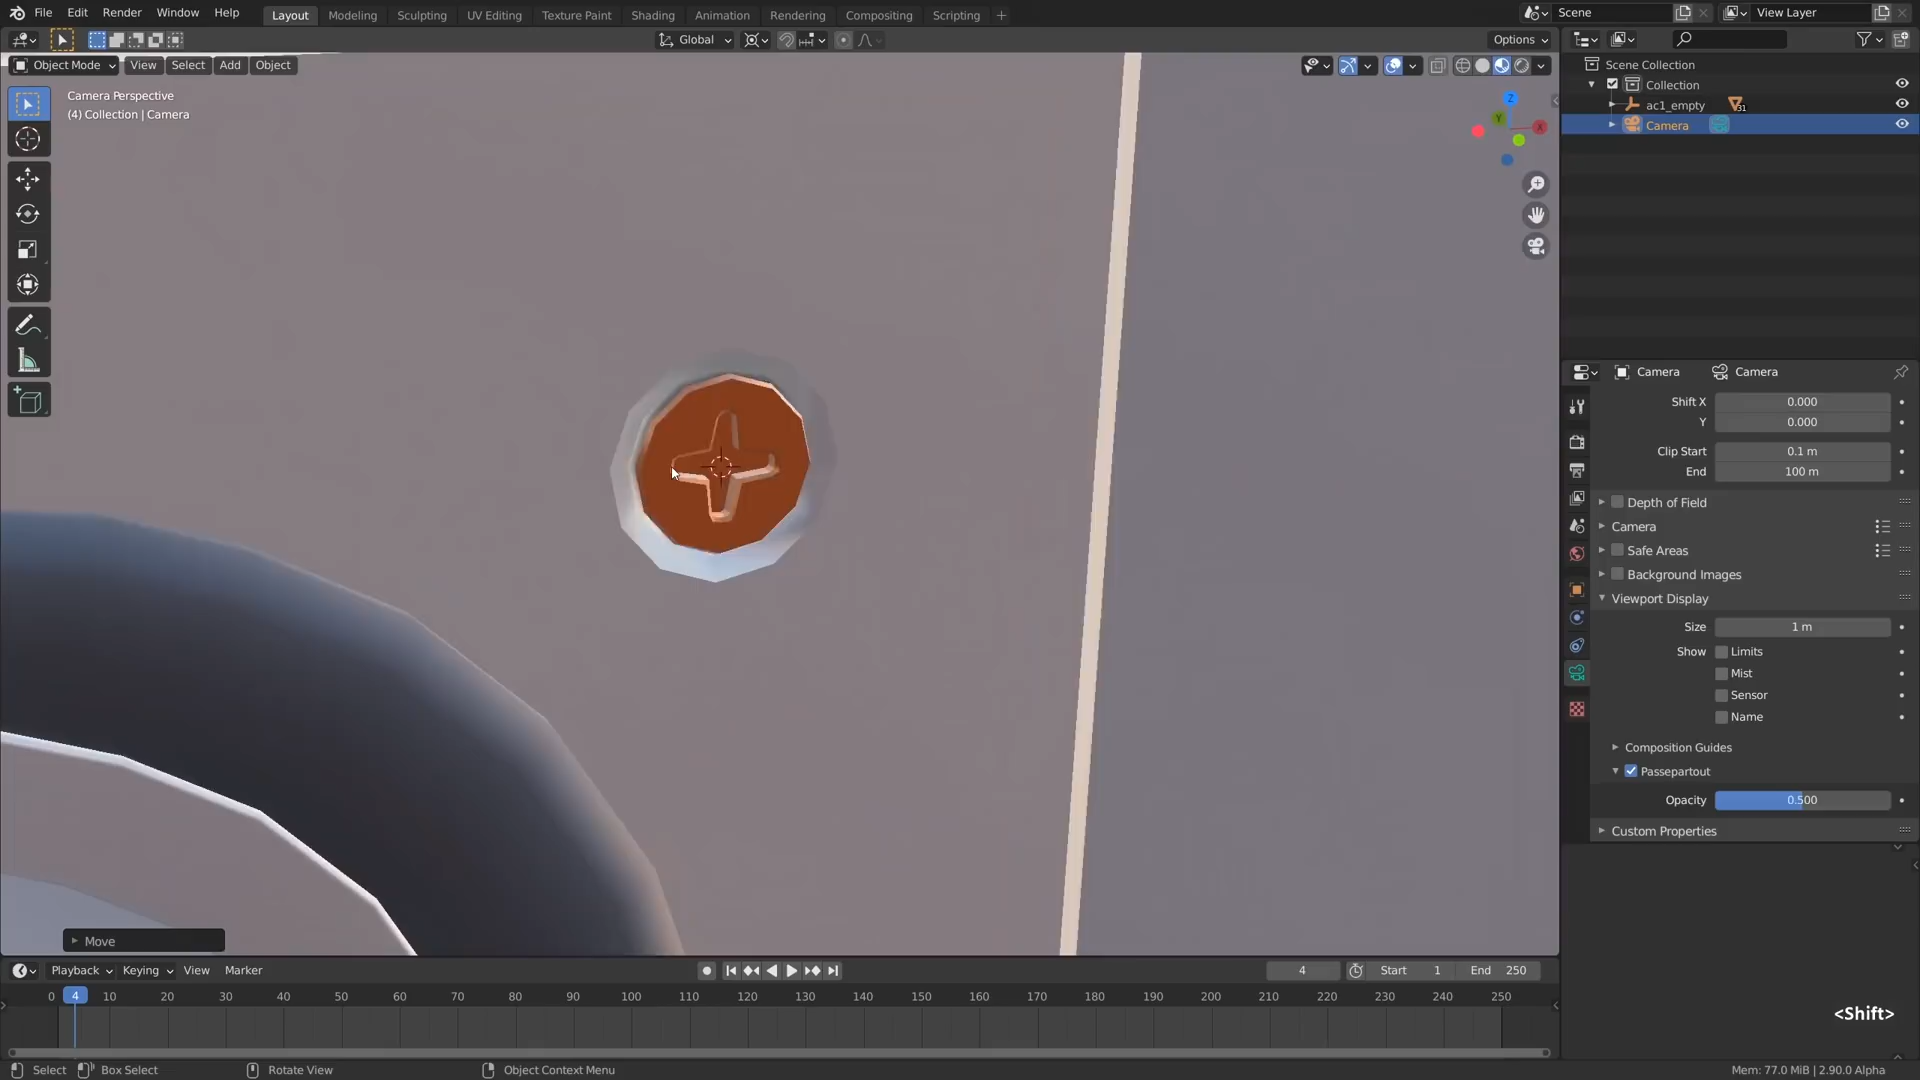 File Edit Render Window Help
Layout Modeling Sculpting UV Editing Texture Paint Shading Animation Rendering Compositing Scripting +
Scene
View Layer
Global
Options
Object Mode View Select Add Object
Camera Perspective
(4) Collection | Camera
Z
Y
X
Scene Collection
Collection
ac1_empty
31
Camera
Camera Camera
Shift X 0.000
Y 0.000
Clip Start 0.1 m
End 100 m
Depth of Field
Camera
Safe Areas
Background Images
Viewport Display
Size 1 m
Show Limits
Mist
Sensor
Name
Composition Guides
Passepartout
Opacity 0.500
Custom Properties
Move
Playback Keying View Marker
4
Start 1 End 250
0 4 10 20 30 40 50 60 70 80 90 100 110 120 130 140 150 160 170 180 190 200 210 220 230 240 250
<Shift>
Select Box Select Rotate View Object Context Menu
Mem: 77.0 MiB | 2.90.0 Alpha